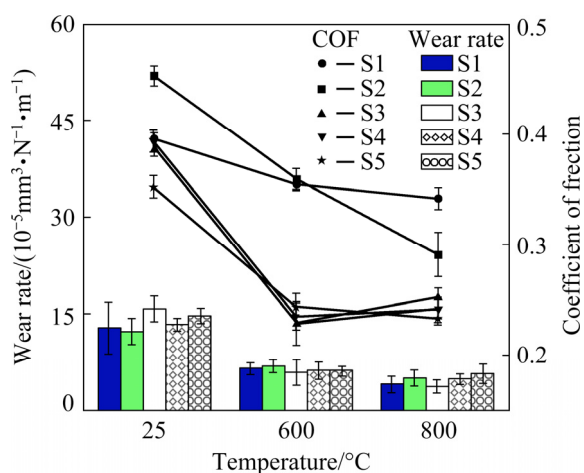 60
45
30
15
0
Wear rate/(10⁻⁵mm³•N⁻¹•m⁻¹)
COF
S1
S2
S3
S4
S5
Wear rate
S1
S2
S3
S4
S5
0.5
0.4
0.3
0.2
Coefficient of frection
25
600
800
Temperature/°C